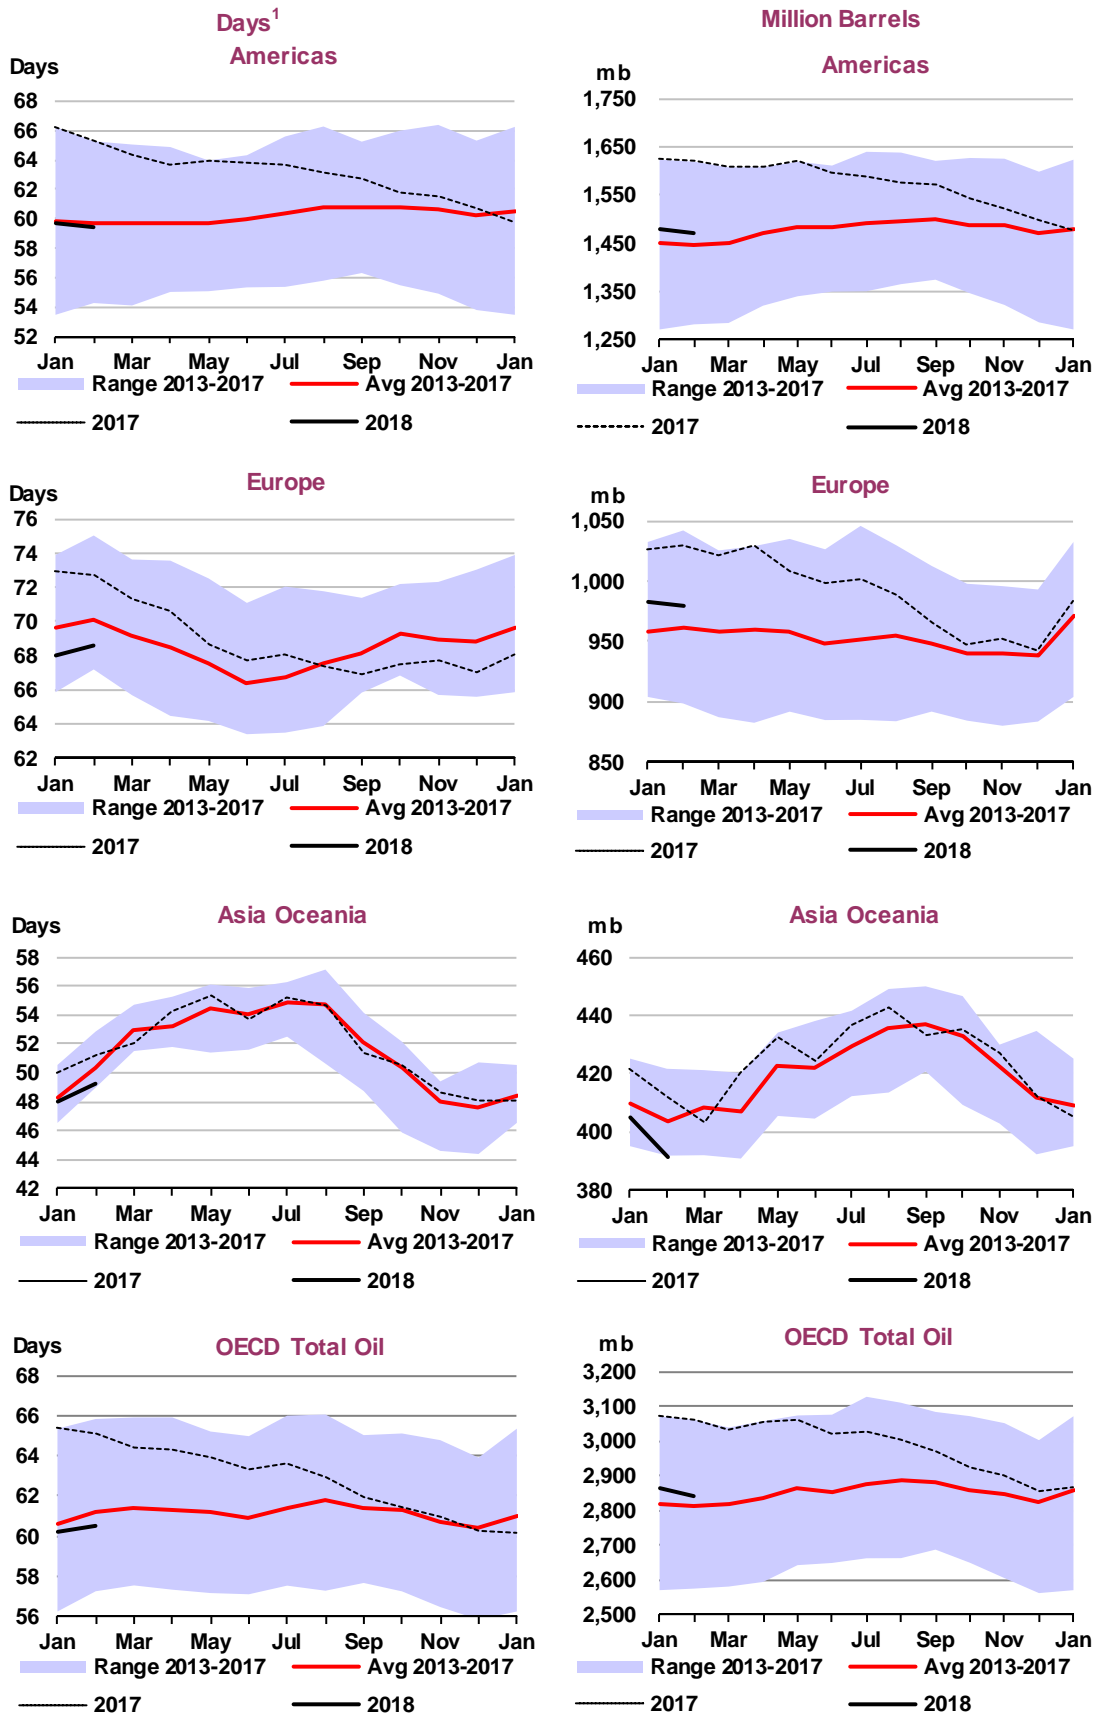 Days¹
Americas
Days
68
66
64
62
60
58
56
54
52
Jan Mar May Jul Sep Nov Jan
Range 2013-2017 Avg 2013-2017
2017 2018
Million Barrels
Americas
mb
1,750
1,650
1,550
1,450
1,350
1,250
Jan Mar May Jul Sep Nov Jan
Range 2013-2017 Avg 2013-2017
2017 2018
Europe
Days
76
74
72
70
68
66
64
62
Jan Mar May Jul Sep Nov Jan
Range 2013-2017 Avg 2013-2017
2017 2018
Europe
mb
1,050
1,000
950
900
850
Jan Mar May Jul Sep Nov Jan
Range 2013-2017 Avg 2013-2017
2017 2018
Asia Oceania
Days
58
56
54
52
50
48
46
44
42
Jan Mar May Jul Sep Nov Jan
Range 2013-2017 Avg 2013-2017
2017 2018
Asia Oceania
mb
460
440
420
400
380
Jan Mar May Jul Sep Nov Jan
Range 2013-2017 Avg 2013-2017
2017 2018
OECD Total Oil
Days
68
66
64
62
60
58
56
Jan Mar May Jul Sep Nov Jan
Range 2013-2017 Avg 2013-2017
2017 2018
OECD Total Oil
mb
3,200
3,100
3,000
2,900
2,800
2,700
2,600
2,500
Jan Mar May Jul Sep Nov Jan
Range 2013-2017 Avg 2013-2017
2017 2018